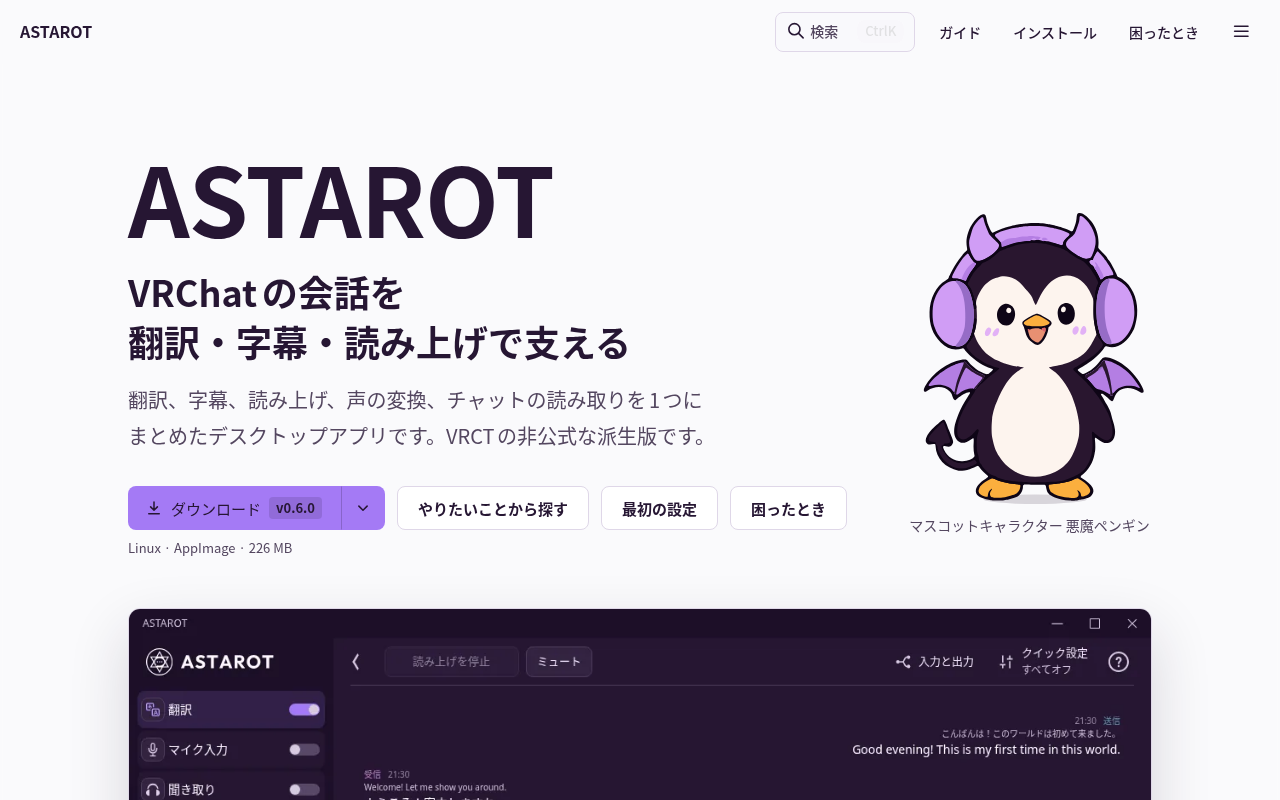 ASTAROT
検索 CtrlK
ガイド
インストール
困ったとき
ASTAROT
VRChat の会話を
翻訳・字幕・読み上げで支える
翻訳、字幕、読み上げ、声の変換、チャットの読み取りを 1 つに
まとめたデスクトップアプリです。VRCT の非公式な派生版です。
ダウンロード v0.6.0
やりたいことから探す
最初の設定
困ったとき
Linux · AppImage · 226 MB
マスコットキャラクター 悪魔ペンギン
ASTAROT
ASTAROT
読み上げを停止
ミュート
入力と出力
クイック設定
すべてオフ
翻訳
マイク入力
聞き取り
21:30 送信
こんばんは！このワールドは初めて来ました。
Good evening! This is my first time in this world.
受信 21:30
Welcome! Let me show you around.